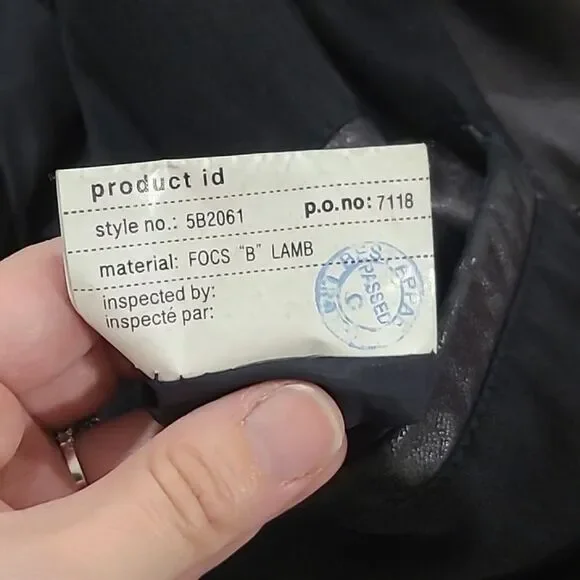 product id
style no.: 5B2061 p.o.no: 7118
material: FOCS "B" LAMB
inspected by:
inspecté par:
PASSED